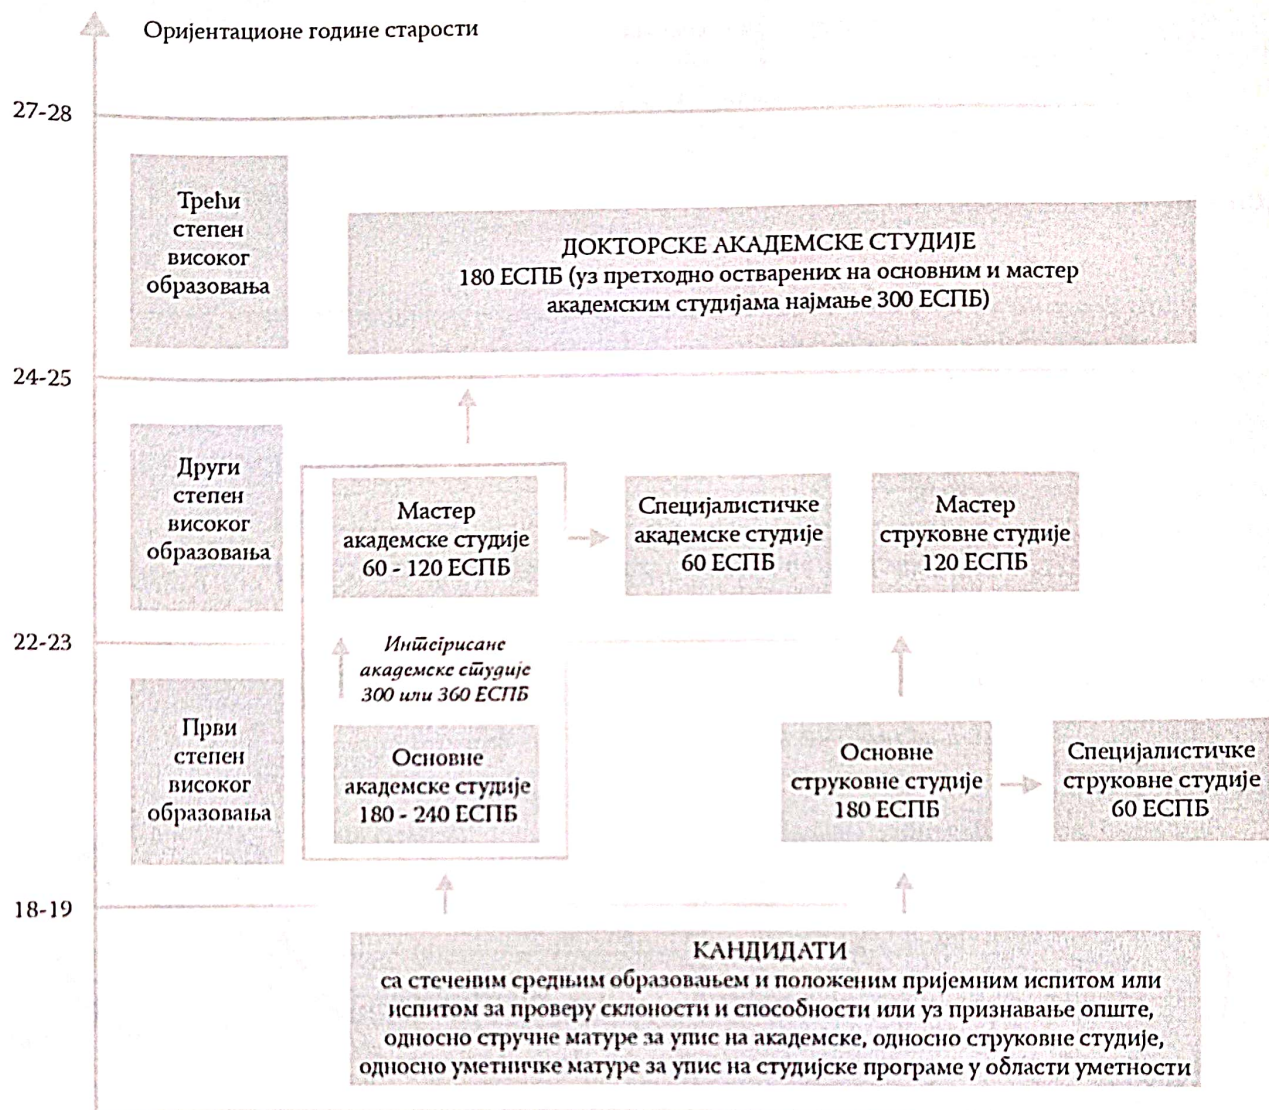 Оријентационе године старости
27-28
Трећи
степен
високог
образовања
ДОКТОРСКЕ АКАДЕМСКЕ СТУДИЈЕ
180 ЕСПБ (уз претходно остварених на основним и мастер
академским студијама најмање 300 ЕСПБ)
24-25
Други
степен
високог
образовања
Мастер
академске студије
60 - 120 ЕСПБ
Специјалистичке
академске студије
60 ЕСПБ
Мастер
струковне студије
120 ЕСПБ
22-23
Интегрисане
академске студије
300 или 360 ЕСПБ
Први
степен
високог
образовања
Основне
академске студије
180 - 240 ЕСПБ
Основне
струковне студије
180 ЕСПБ
Специјалистичке
струковне студије
60 ЕСПБ
18-19
КАНДИДАТИ
са стеченим средњим образовањем и положеним пријемним испитом или
испитом за проверу склоности и способности или уз признавање опште,
односно стручне матуре за упис на академске, односно струковне студије,
односно уметничке матуре за упис на студијске програме у области уметности